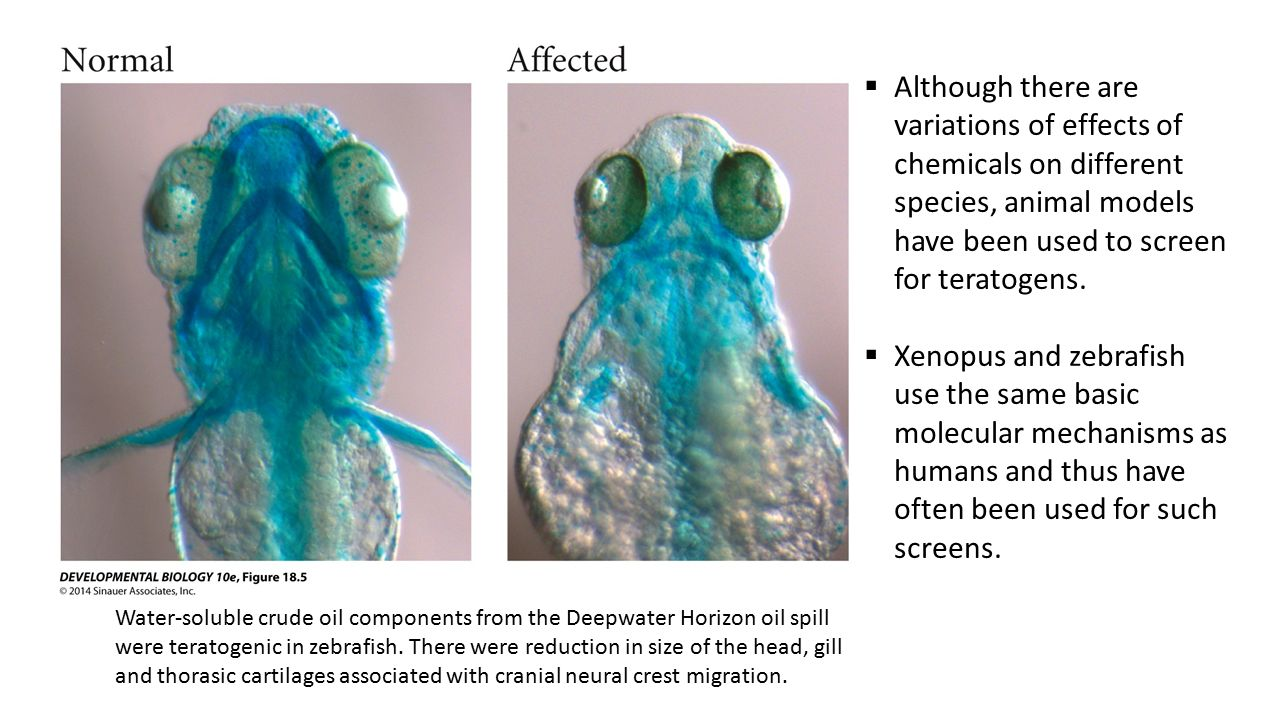 Normal
Affected
DEVELOPMENTAL BIOLOGY 10e, Figure 18.5
© 2014 Sinauer Associates, Inc.
Water-soluble crude oil components from the Deepwater Horizon oil spill
were teratogenic in zebrafish. There were reduction in size of the head, gill
and thorasic cartilages associated with cranial neural crest migration.
▪ Although there are
variations of effects of
chemicals on different
species, animal models
have been used to screen
for teratogens.
▪ Xenopus and zebrafish
use the same basic
molecular mechanisms as
humans and thus have
often been used for such
screens.